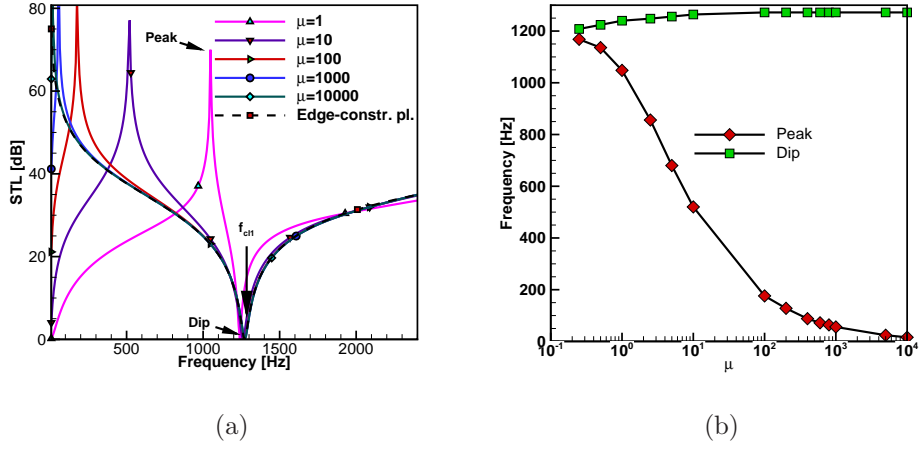 80
60
40
20
0
STL [dB]
500
1000
1500
2000
Frequency [Hz]
Peak
Dip
f_cl1
μ=1
μ=10
μ=100
μ=1000
μ=10000
Edge-constr. pl.
(a)
1200
1000
800
600
400
200
0
Frequency [Hz]
10^-1
10^0
10^1
10^2
10^3
10^4
μ
Peak
Dip
(b)